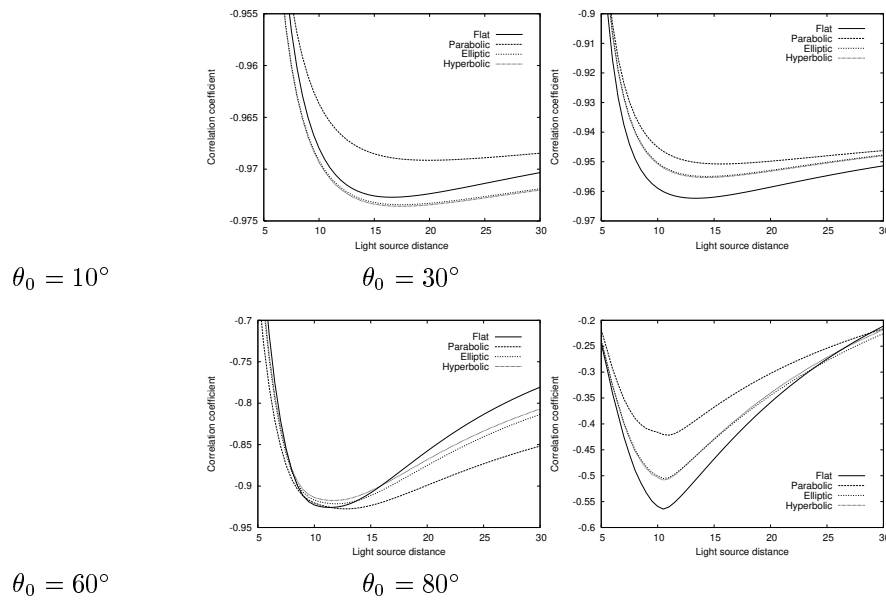 -0.955
-0.96
-0.965
-0.97
-0.975
5 10 15 20 25 30
Correlation coefficient
Light source distance
Flat
Parabolic
Elliptic
Hyperbolic
-0.9
-0.91
-0.92
-0.93
-0.94
-0.95
-0.96
-0.97
5 10 15 20 25 30
Correlation coefficient
Light source distance
Flat
Parabolic
Elliptic
Hyperbolic
θ₀ = 10° θ₀ = 30°
-0.7
-0.75
-0.8
-0.85
-0.9
-0.95
5 10 15 20 25 30
Correlation coefficient
Light source distance
Flat
Parabolic
Elliptic
Hyperbolic
-0.2
-0.25
-0.3
-0.35
-0.4
-0.45
-0.5
-0.55
-0.6
5 10 15 20 25 30
Correlation coefficient
Light source distance
Flat
Parabolic
Elliptic
Hyperbolic
θ₀ = 60° θ₀ = 80°